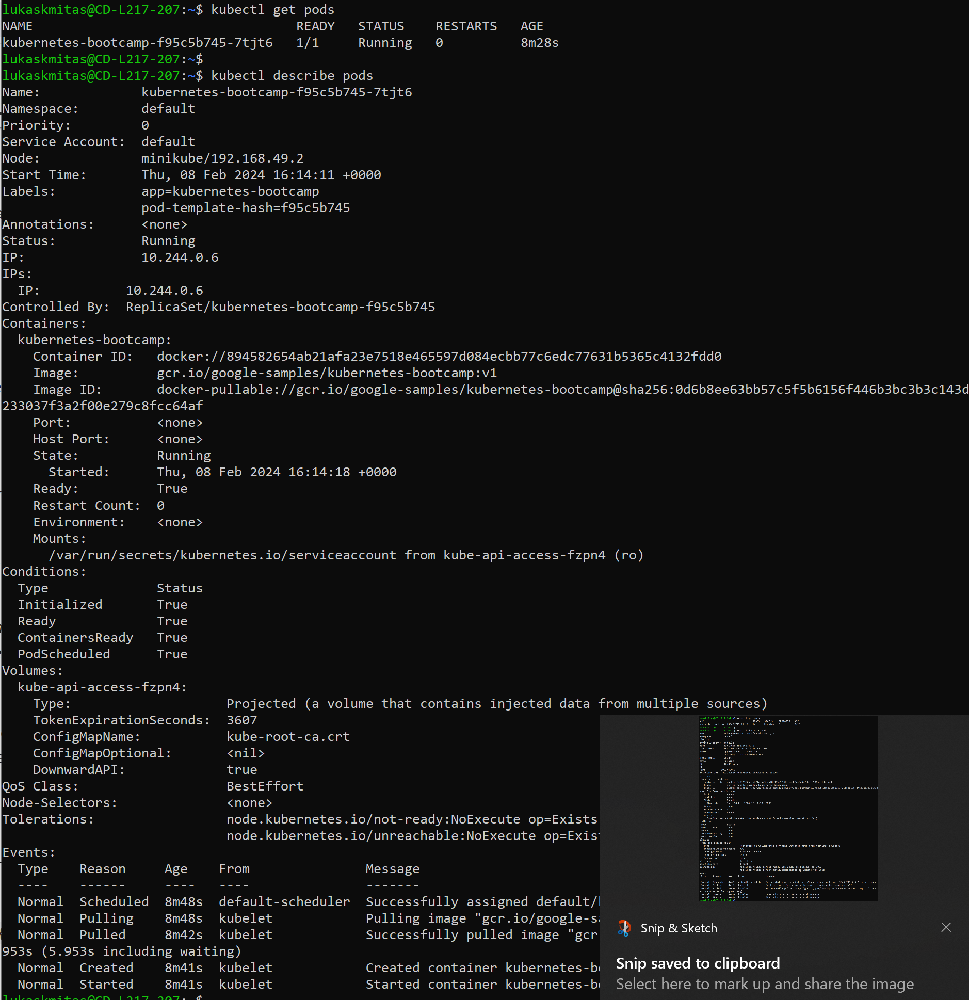 lukaskmitas@CD-L217-207:~$ kubectl get pods
NAME                                  READY   STATUS    RESTARTS   AGE
kubernetes-bootcamp-f95c5b745-7tjt6   1/1     Running   0          8m28s
lukaskmitas@CD-L217-207:~$
lukaskmitas@CD-L217-207:~$ kubectl describe pods
Name:             kubernetes-bootcamp-f95c5b745-7tjt6
Namespace:        default
Priority:         0
Service Account:  default
Node:             minikube/192.168.49.2
Start Time:       Thu, 08 Feb 2024 16:14:11 +0000
Labels:           app=kubernetes-bootcamp
                  pod-template-hash=f95c5b745
Annotations:      <none>
Status:           Running
IP:               10.244.0.6
IPs:
  IP:           10.244.0.6
Controlled By:  ReplicaSet/kubernetes-bootcamp-f95c5b745
Containers:
  kubernetes-bootcamp:
    Container ID:   docker://894582654ab21afa23e7518e465597d084ecbb77c6edc77631b5365c4132fdd0
    Image:          gcr.io/google-samples/kubernetes-bootcamp:v1
    Image ID:       docker-pullable://gcr.io/google-samples/kubernetes-bootcamp@sha256:0d6b8ee63bb57c5f5b6156f446b3bc3b3c143d
233037f3a2f00e279c8fcc64af
    Port:           <none>
    Host Port:      <none>
    State:          Running
      Started:      Thu, 08 Feb 2024 16:14:18 +0000
    Ready:          True
    Restart Count:  0
    Environment:    <none>
    Mounts:
      /var/run/secrets/kubernetes.io/serviceaccount from kube-api-access-fzpn4 (ro)
Conditions:
  Type              Status
  Initialized       True
  Ready             True
  ContainersReady   True
  PodScheduled      True
Volumes:
  kube-api-access-fzpn4:
    Type:                    Projected (a volume that contains injected data from multiple sources)
    TokenExpirationSeconds:  3607
    ConfigMapName:           kube-root-ca.crt
    ConfigMapOptional:       <nil>
    DownwardAPI:             true
QoS Class:                   BestEffort
Node-Selectors:              <none>
Tolerations:                 node.kubernetes.io/not-ready:NoExecute op=Exists
                             node.kubernetes.io/unreachable:NoExecute op=Exis
Events:
  Type    Reason     Age    From               Message
  ----    ------     ----   ----               -------
  Normal  Scheduled  8m48s  default-scheduler  Successfully assigned default/
  Normal  Pulling    8m48s  kubelet            Pulling image "gcr.io/google-sa
  Normal  Pulled     8m42s  kubelet            Successfully pulled image "gcr
953s (5.953s including waiting)
  Normal  Created    8m41s  kubelet            Created container kubernetes-b
  Normal  Started    8m41s  kubelet            Started container kubernetes-b
lukaskmitas@CD-L217-207:~$
Snip & Sketch
Snip saved to clipboard
Select here to mark up and share the image